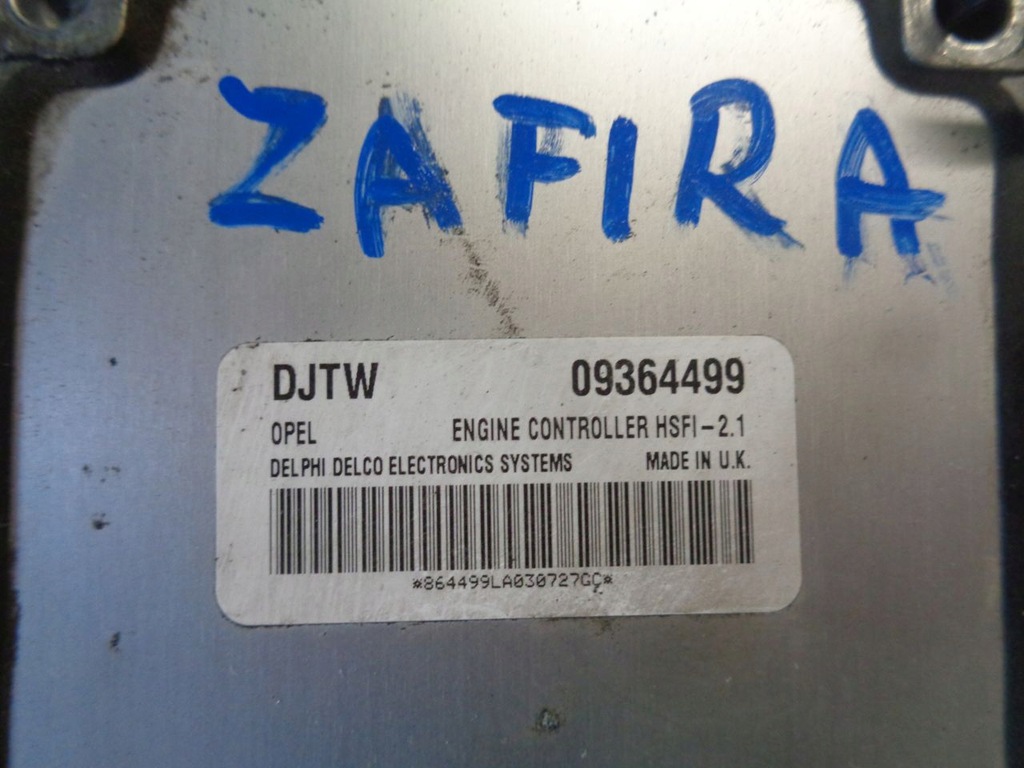 ZAFIRA
DJTW 09364499
OPEL ENGINE CONTROLLER HSFI-2.1
DELPHI DELCO ELECTRONICS SYSTEMS MADE IN U.K.
*864499LA030727GC*